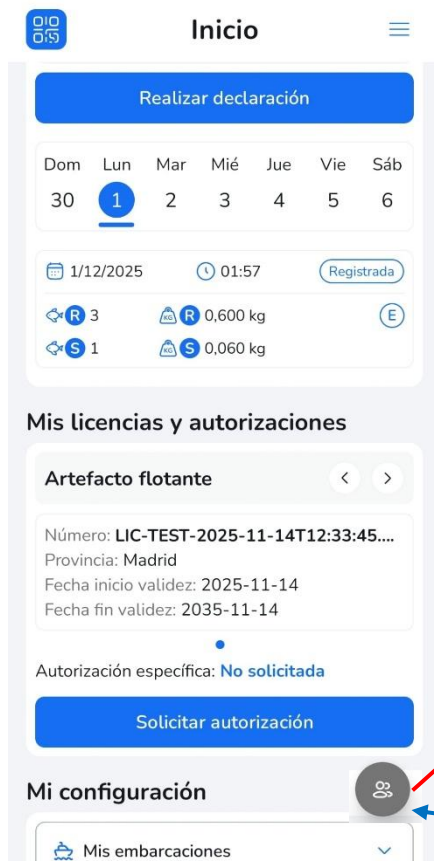 Inicio
Realizar declaración
Dom Lun Mar Mié Jue Vie Sáb
30 1 2 3 4 5 6
1/12/2025 01:57 Registrada
R 3 KG R 0,600 kg E
S 1 KG S 0,060 kg
Mis licencias y autorizaciones
Artefacto flotante
Número: LIC-TEST-2025-11-14T12:33:45....
Provincia: Madrid
Fecha inicio validez: 2025-11-14
Fecha fin validez: 2035-11-14
Autorización específica: No solicitada
Solicitar autorización
Mi configuración
Mis embarcaciones